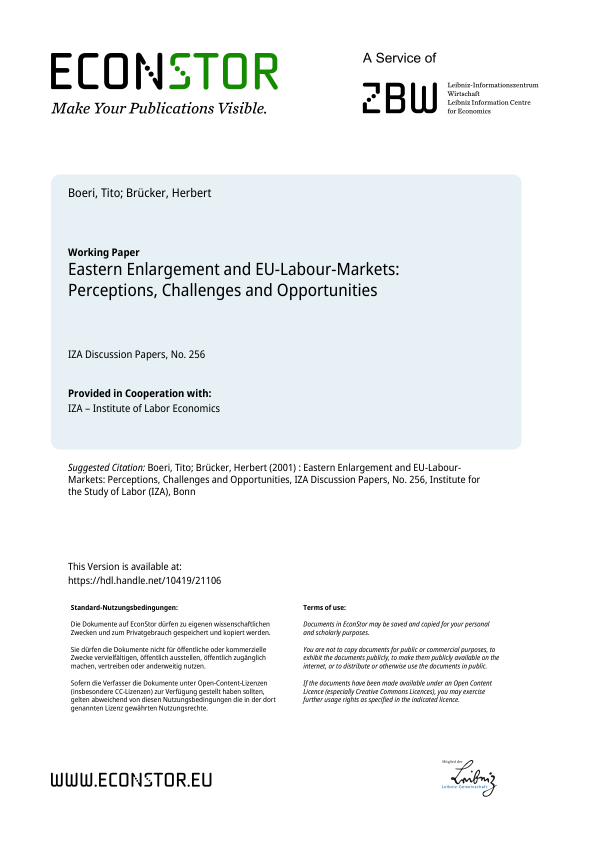 ECONSTOR
Make Your Publications Visible.
A Service of
ZBW
Leibniz-Informationszentrum
Wirtschaft
Leibniz Information Centre
for Economics
Boeri, Tito; Brücker, Herbert
Working Paper
Eastern Enlargement and EU-Labour-Markets:
Perceptions, Challenges and Opportunities
IZA Discussion Papers, No. 256
Provided in Cooperation with:
IZA – Institute of Labor Economics
Suggested Citation: Boeri, Tito; Brücker, Herbert (2001) : Eastern Enlargement and EU-Labour-
Markets: Perceptions, Challenges and Opportunities, IZA Discussion Papers, No. 256, Institute for
the Study of Labor (IZA), Bonn
This Version is available at:
https://hdl.handle.net/10419/21106
Standard-Nutzungsbedingungen:
Die Dokumente auf EconStor dürfen zu eigenen wissenschaftlichen
Zwecken und zum Privatgebrauch gespeichert und kopiert werden.
Sie dürfen die Dokumente nicht für öffentliche oder kommerzielle
Zwecke vervielfältigen, öffentlich ausstellen, öffentlich zugänglich
machen, vertreiben oder anderweitig nutzen.
Sofern die Verfasser die Dokumente unter Open-Content-Lizenzen
(insbesondere CC-Lizenzen) zur Verfügung gestellt haben sollten,
gelten abweichend von diesen Nutzungsbedingungen die in der dort
genannten Lizenz gewährten Nutzungsrechte.
Terms of use:
Documents in EconStor may be saved and copied for your personal
and scholarly purposes.
You are not to copy documents for public or commercial purposes, to
exhibit the documents publicly, to make them publicly available on the
internet, or to distribute or otherwise use the documents in public.
If the documents have been made available under an Open Content
Licence (especially Creative Commons Licences), you may exercise
further usage rights as specified in the indicated licence.
WWW.ECONSTOR.EU
Mitglied der
Leibniz
Leibniz-Gemeinschaft